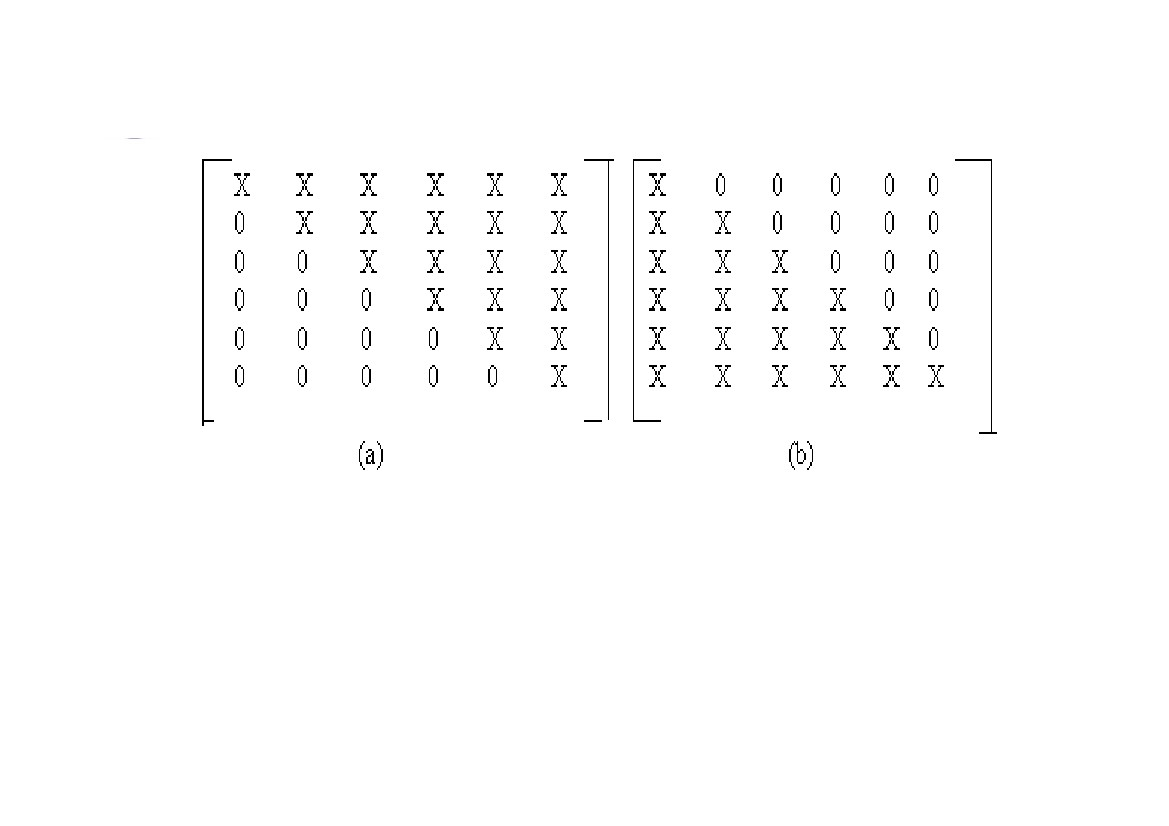 X X X X X X X 0 0 0 0 0
0 X X X X X X X 0 0 0 0
0 0 X X X X X X X 0 0 0
0 0 0 X X X X X X X 0 0
0 0 0 0 X X X X X X X 0
0 0 0 0 0 X X X X X X X
(a) (b)